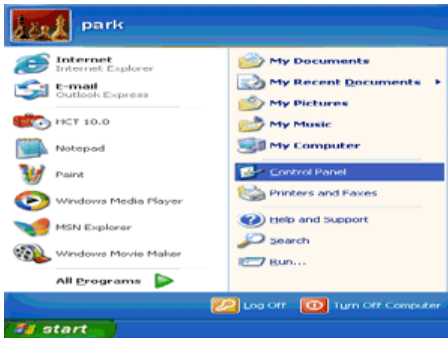 park
Internet
Internet Explorer
E-mail
Outlook Express
HCT 10.0
Notepad
Paint
Windows Media Player
MSN Explorer
Windows Movie Maker
All Programs
My Documents
My Recent Documents
My Pictures
My Music
My Computer
Control Panel
Printers and Faxes
Help and Support
Search
Run...
Log Off
Turn Off Computer
start